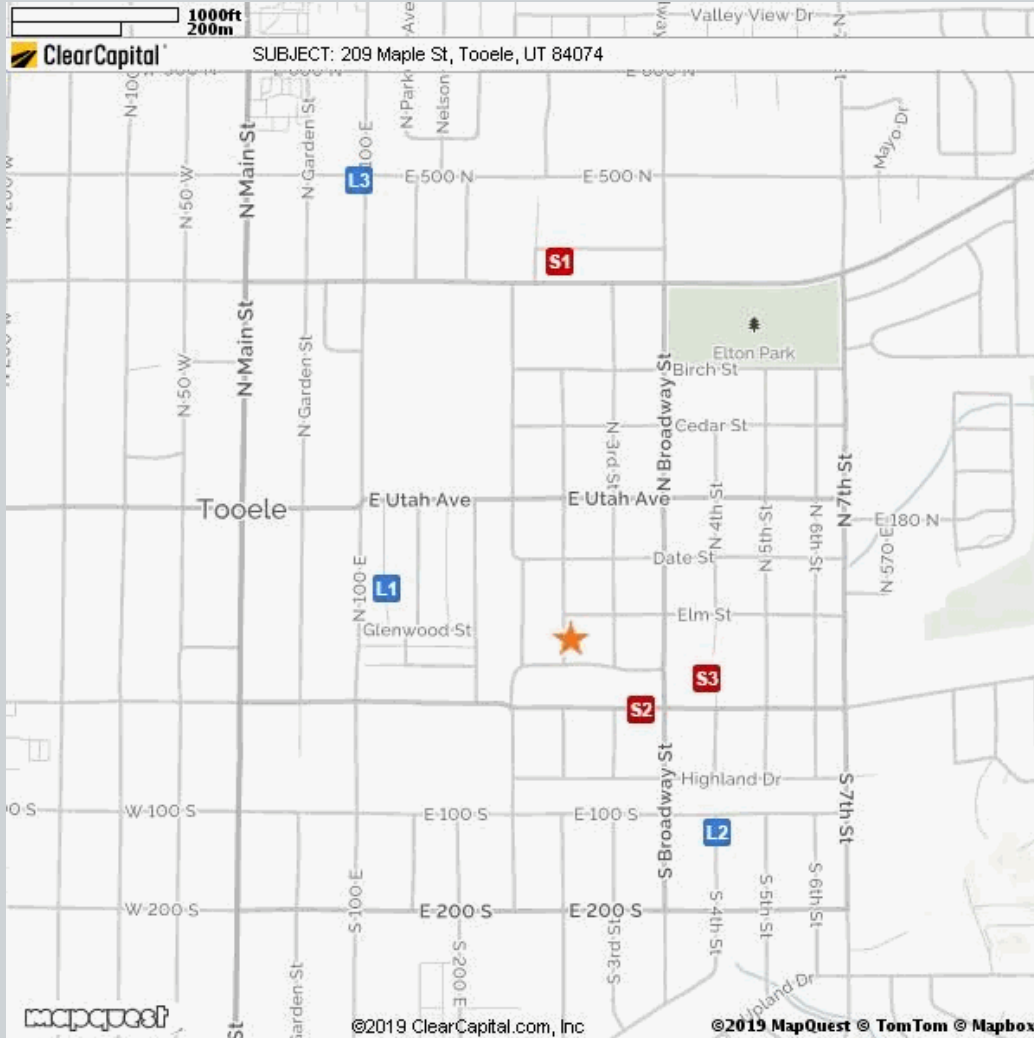 1000ft
200m
Valley View Dr
ClearCapital
SUBJECT: 209 Maple St, Tooele, UT 84074
N 100
N Garden St
100-E
N Park Ave
Nelson
Mayo Dr
N Main St
N-50-W
L3
E 500 N
E 500 N
S1
N Main St
N-50-W
N Garden St
Elton Park
Birch St
N Broadway St
Cedar St
N-3rd-St
N-7th St
Tooele
E Utah Ave
E Utah Ave
N-4th St
N-5th St
N-6th-St
E 180 N
N-570-E
Date St
L1
N-100-E
Glenwood St
Elm St
S3
S2
S Broadway St
Highland Dr
S-7th St
W-100-S
E 100 S
E 100 S
L2
S-100-E
S-4th-St
S-5th-St
S-6th-St
W-200-S
E 200 S
E 200 S
S-3rd-St
S-200-E
Upland Dr
mapquest
©2019 ClearCapital.com, Inc
©2019 MapQuest © TomTom © Mapbox